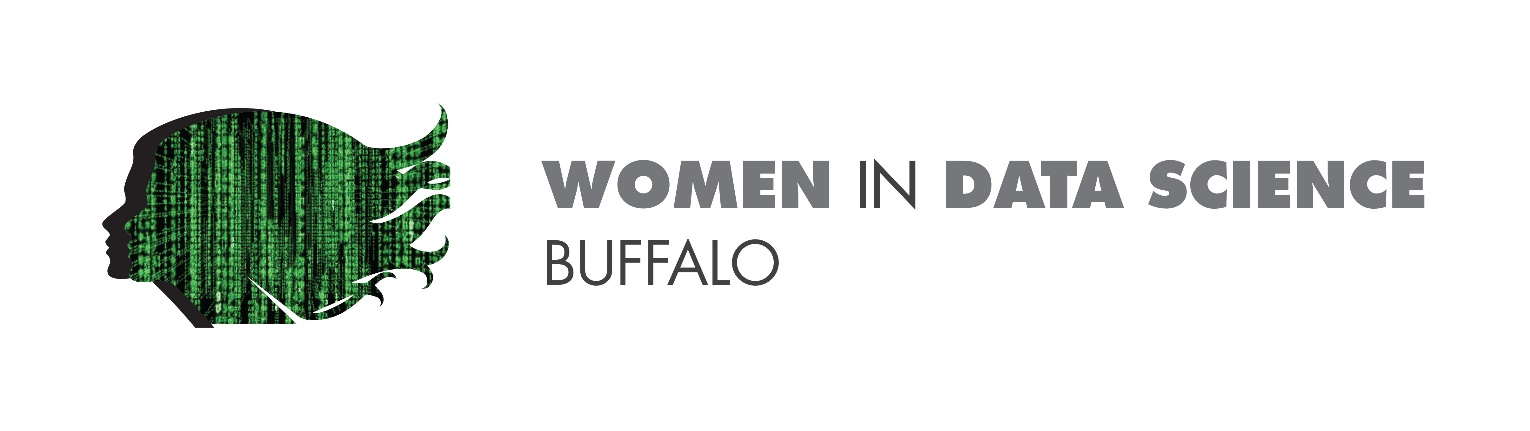 WOMEN IN DATA SCIENCE
BUFFALO